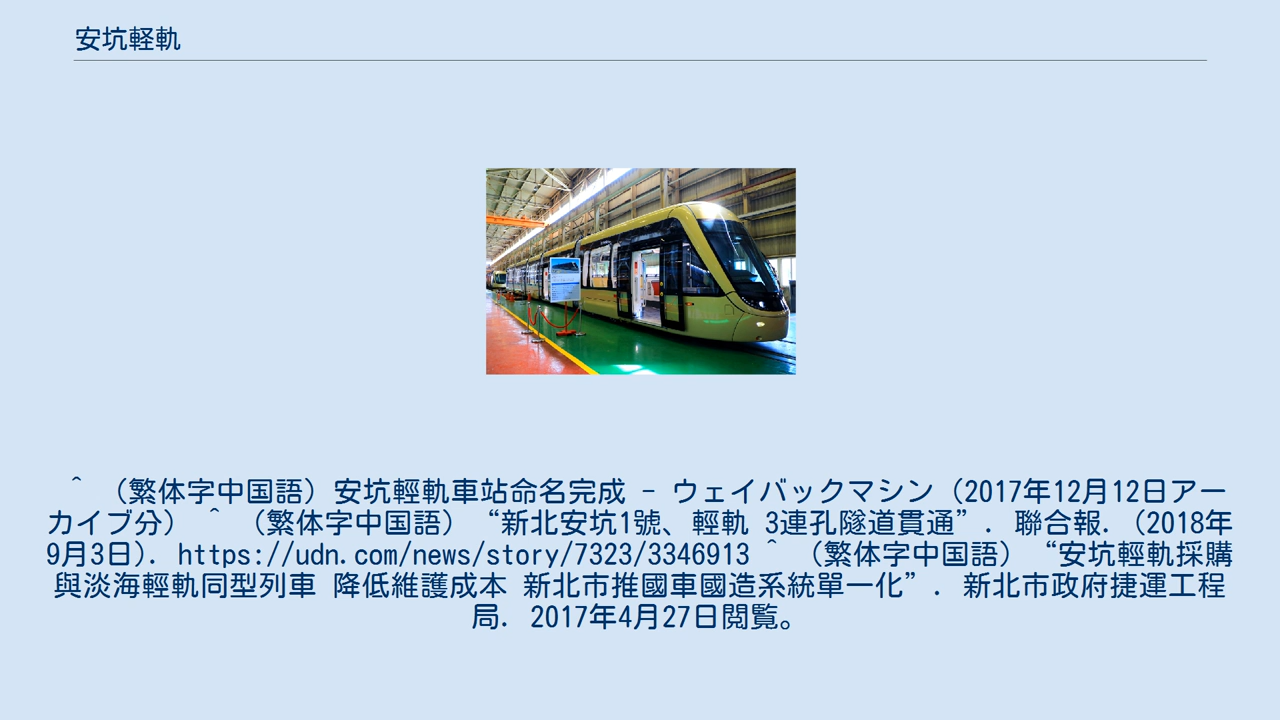 安坑軽軌
^ （繁体字中国語）安坑輕軌車站命名完成 - ウェイバックマシン（2017年12月12日アー
カイブ分） ^ （繁体字中国語）“新北安坑1號、輕軌 3連孔隧道貫通”. 聯合報. (2018年
9月3日). https://udn.com/news/story/7323/3346913 ^ （繁体字中国語）“安坑輕軌採購
與淡海輕軌同型列車 降低維護成本 新北市推國車國造系統單一化”. 新北市政府捷運工程
局. 2017年4月27日閲覧。